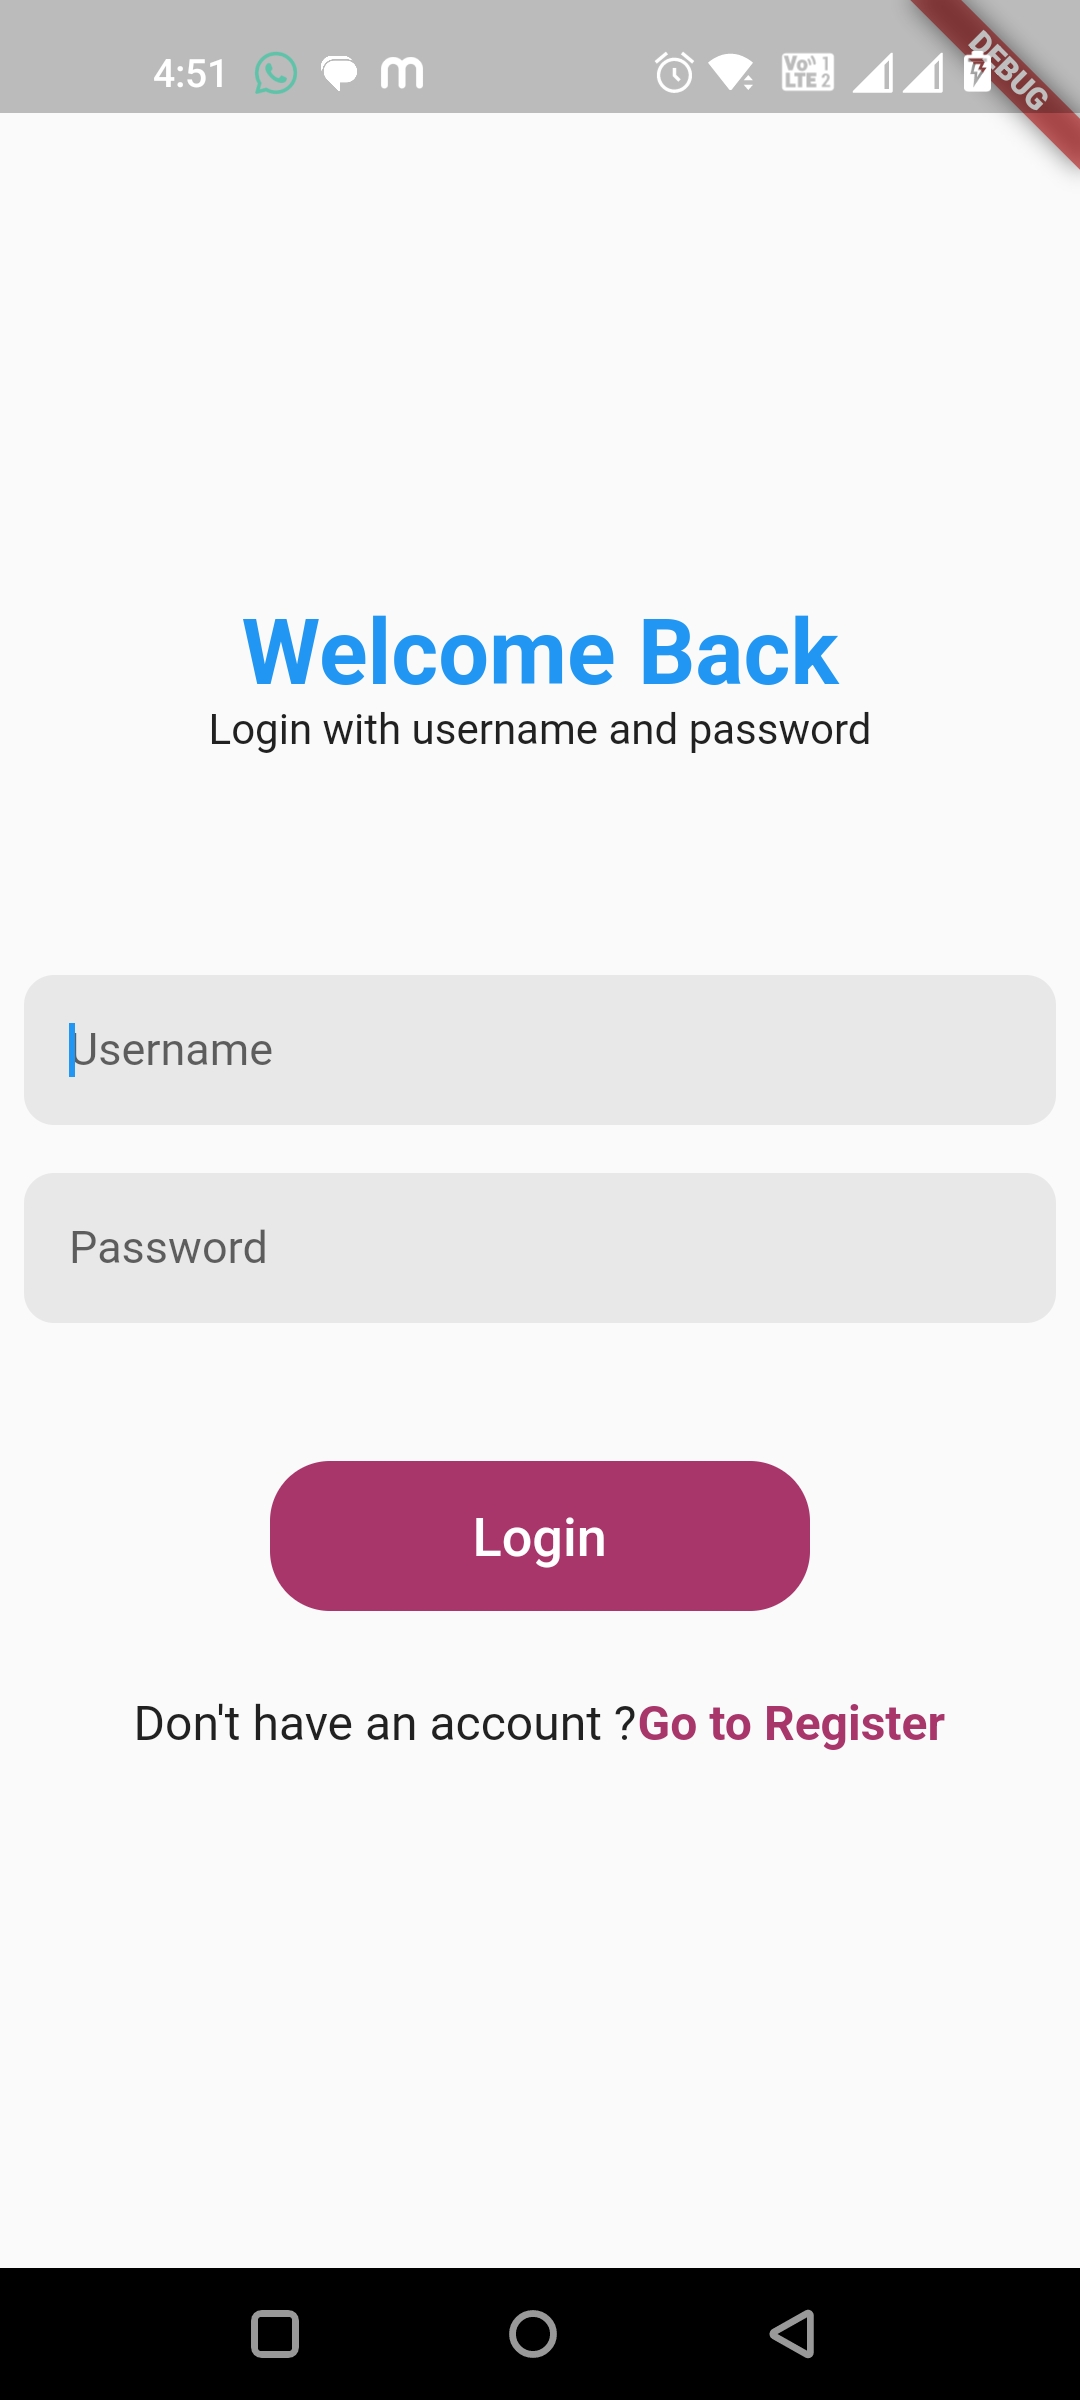 4:51
Vo 1
LTE 2
DEBUG
Welcome Back
Login with username and password
Username
Password
Login
Don't have an account ?Go to Register